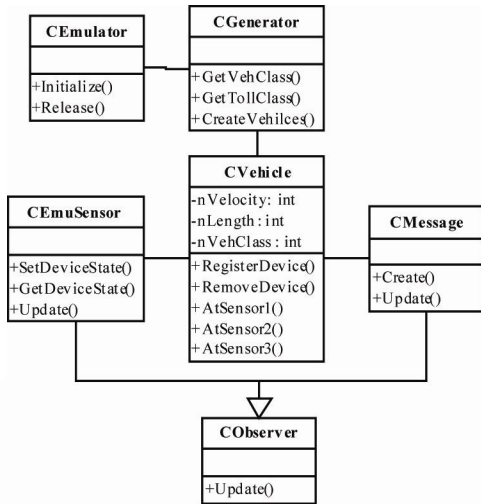 CEmulator
+Initialize()
+Release()
CGenerator
+GetVehClass()
+GetTollClass()
+CreateVehilces()
CVehicle
-nVelocity: int
-nLength: int
-nVehClass: int
+RegisterDevice()
+RemoveDevice()
+AtSensor1()
+AtSensor2()
+AtSensor3()
CEmuSensor
+SetDeviceState()
+GetDeviceState()
+Update()
CMessage
+Create()
+Update()
CObserver
+Update()